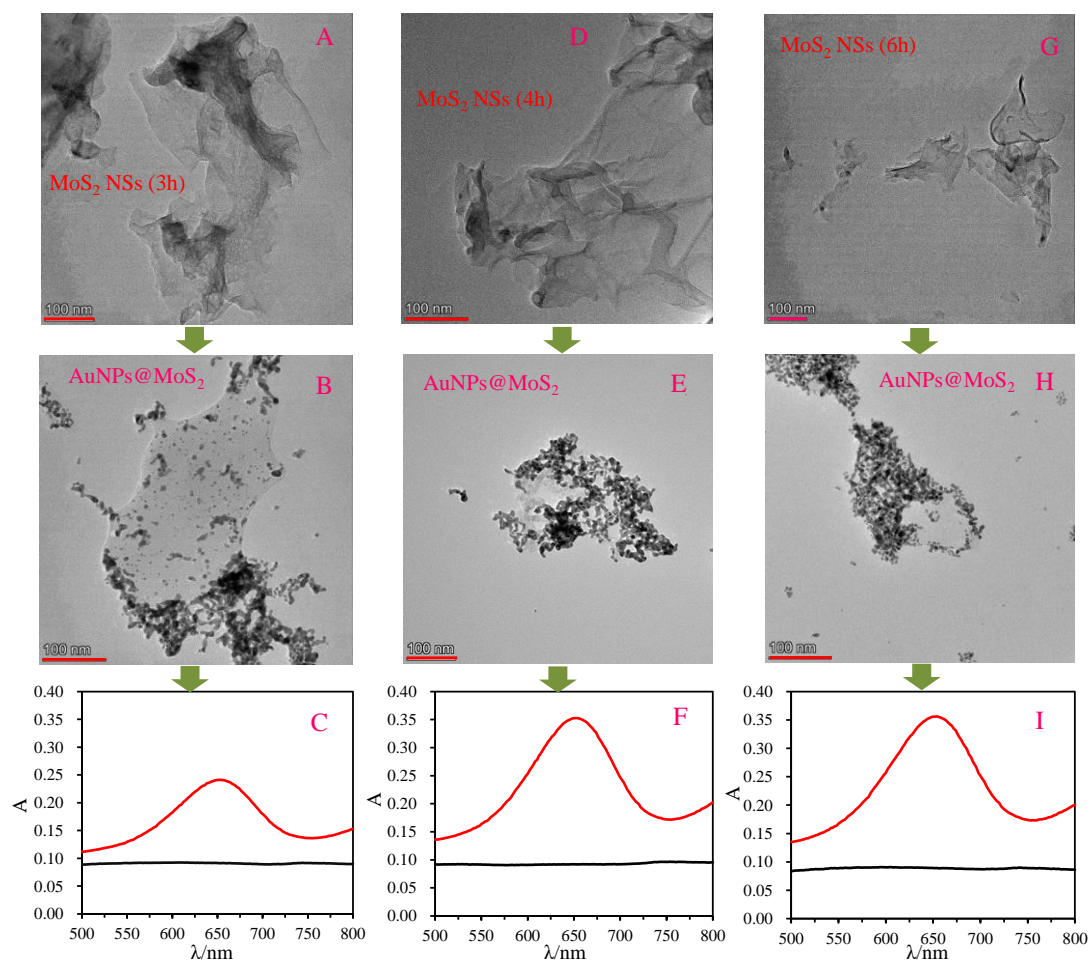 A
MoS₂ NSs (3h)
100 nm
D
MoS₂ NSs (4h)
100 nm
MoS₂ NSs (6h)
G
100 nm
AuNPs@MoS₂
B
100 nm
AuNPs@MoS₂
E
100 nm
AuNPs@MoS₂
H
100 nm
C
A
0.40
0.35
0.30
0.25
0.20
0.15
0.10
0.05
0.00
500 550 600 650 700 750 800
λ/nm
F
A
0.40
0.35
0.30
0.25
0.20
0.15
0.10
0.05
0.00
500 550 600 650 700 750 800
λ/nm
I
A
0.40
0.35
0.30
0.25
0.20
0.15
0.10
0.05
0.00
500 550 600 650 700 750 800
λ/nm